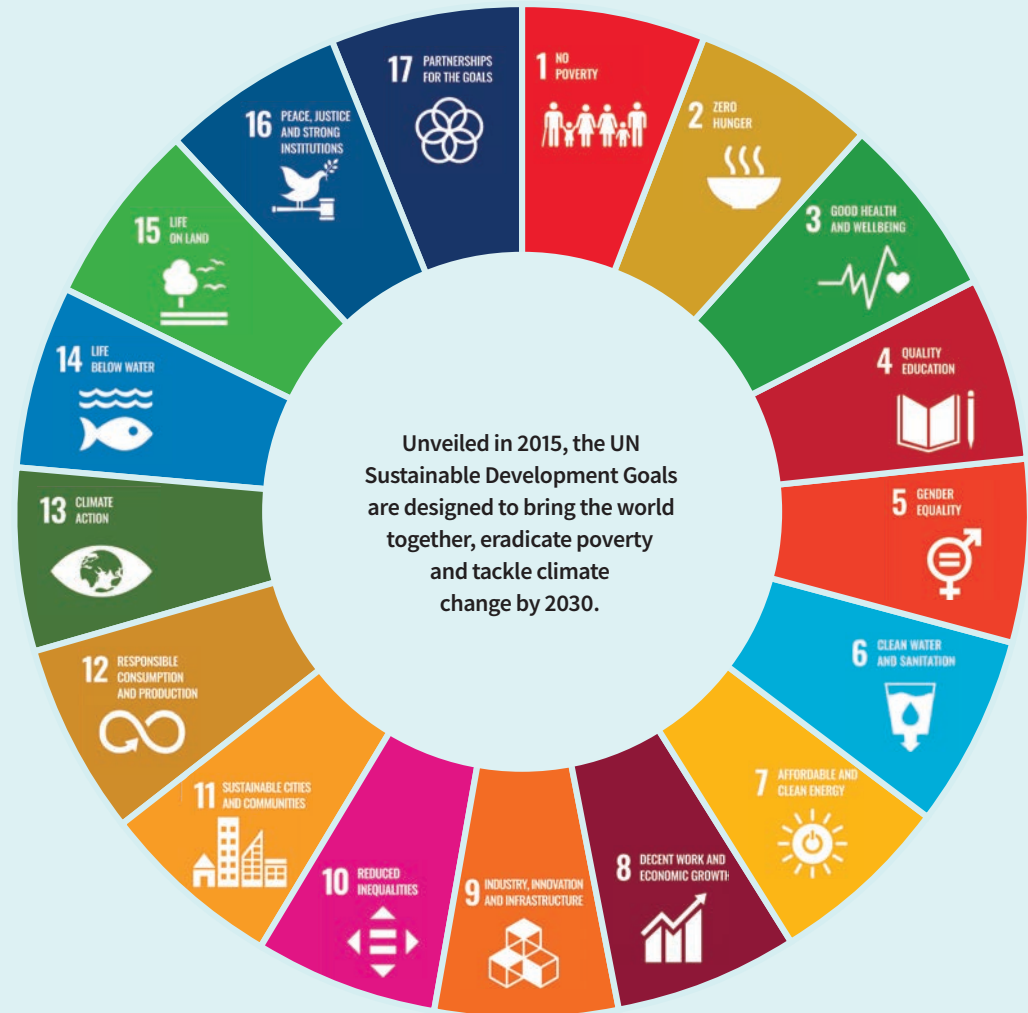 1 NO
POVERTY
2 ZERO
HUNGER
3 GOOD HEALTH
AND WELLBEING
4 QUALITY
EDUCATION
5 GENDER
EQUALITY
6 CLEAN WATER
AND SANITATION
7 AFFORDABLE AND
CLEAN ENERGY
8 DECENT WORK AND
ECONOMIC GROWTH
9 INDUSTRY, INNOVATION
AND INFRASTRUCTURE
10 REDUCED
INEQUALITIES
11 SUSTAINABLE CITIES
AND COMMUNITIES
12 RESPONSIBLE
CONSUMPTION
AND PRODUCTION
13 CLIMATE
ACTION
14 LIFE
BELOW WATER
15 LIFE
ON LAND
16 PEACE, JUSTICE
AND STRONG
INSTITUTIONS
17 PARTNERSHIPS
FOR THE GOALS
Unveiled in 2015, the UN
Sustainable Development Goals
are designed to bring the world
together, eradicate poverty
and tackle climate
change by 2030.